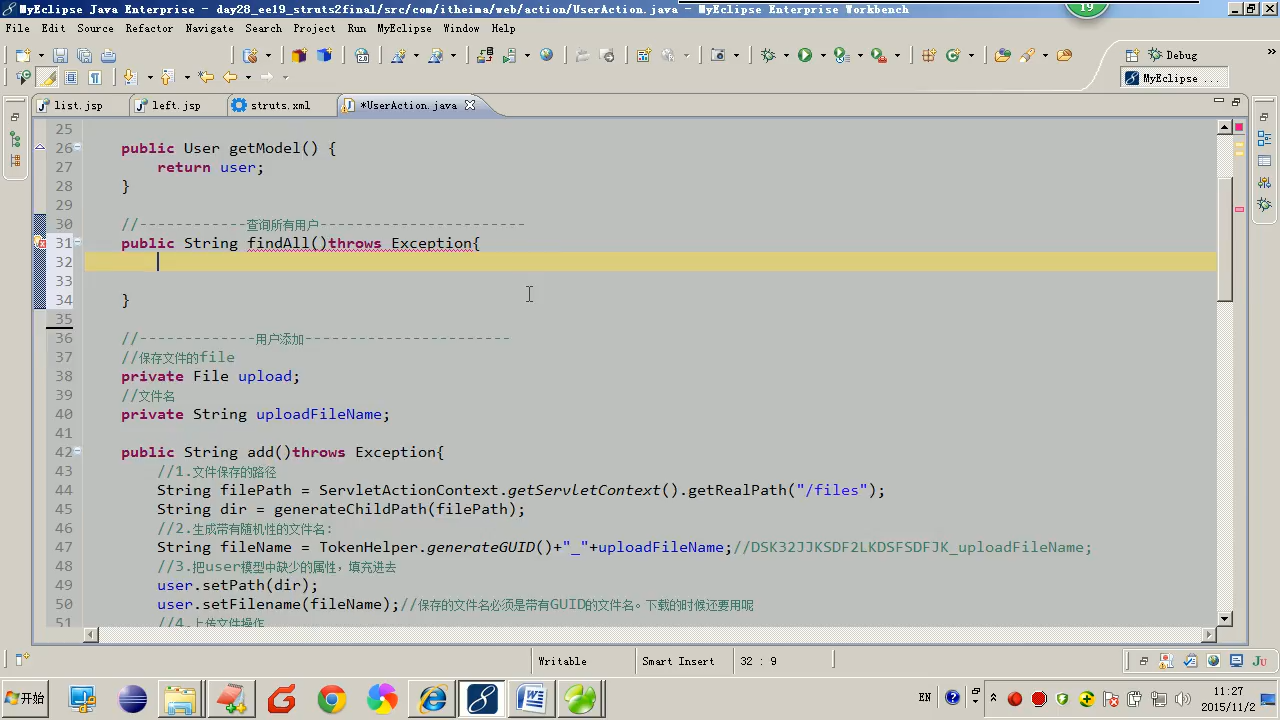 MyEclipse Java Enterprise - day28_ee19_struts2final/src/com/itheima/web/action/UserAction.java - MyEclipse Enterprise Workbench
19
File Edit Source Refactor Navigate Search Project Run MyEclipse Window Help
Debug
MyEclipse ...
list.jsp left.jsp struts.xml *UserAction.java
25
26 public User getModel() {
27 return user;
28 }
29
30 //------------查询所有用户-----------------------
31 public String findAll()throws Exception{
32
33
34 }
35
36 //-------------用户添加-----------------------
37 //保存文件的file
38 private File upload;
39 //文件名
40 private String uploadFileName;
41
42 public String add()throws Exception{
43 //1.文件保存的路径
44 String filePath = ServletActionContext.getServletContext().getRealPath("/files");
45 String dir = generateChildPath(filePath);
46 //2.生成带有随机性的文件名:
47 String fileName = TokenHelper.generateGUID()+"_"+uploadFileName;//DSK32JJKSDF2LKDSFSDFJK_uploadFileName;
48 //3.把user模型中缺少的属性，填充进去
49 user.setPath(dir);
50 user.setFilename(fileName);//保存的文件名必须是带有GUID的文件名。下载的时候还要用呢
51 //4.上传文件操作
Writable Smart Insert 32 : 9
开始
EN
11:27
2015/11/2